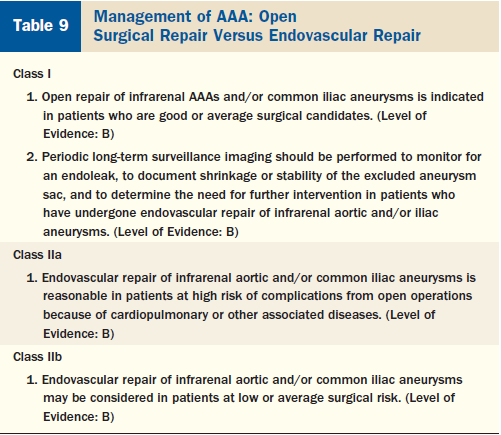 Table 9
Management of AAA: Open
Surgical Repair Versus Endovascular Repair
Class I
1. Open repair of infrarenal AAAs and/or common iliac aneurysms is indicated
in patients who are good or average surgical candidates. (Level of
Evidence: B)
2. Periodic long-term surveillance imaging should be performed to monitor for
an endoleak, to document shrinkage or stability of the excluded aneurysm
sac, and to determine the need for further intervention in patients who
have undergone endovascular repair of infrarenal aortic and/or iliac
aneurysms. (Level of Evidence: B)
Class IIa
1. Endovascular repair of infrarenal aortic and/or common iliac aneurysms is
reasonable in patients at high risk of complications from open operations
because of cardiopulmonary or other associated diseases. (Level of
Evidence: B)
Class IIb
1. Endovascular repair of infrarenal aortic and/or common iliac aneurysms
may be considered in patients at low or average surgical risk. (Level of
Evidence: B)